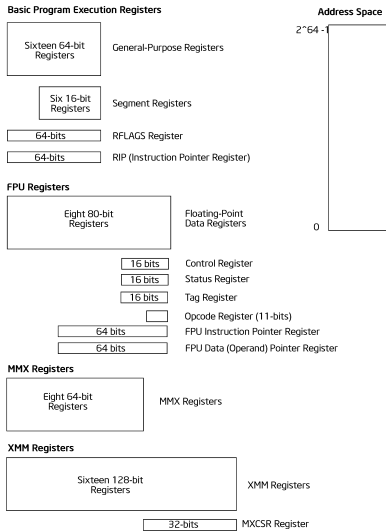 Basic Program Execution Registers
Address Space
2^64 -1
Sixteen 64-bit
Registers
General-Purpose Registers
Six 16-bit
Registers
Segment Registers
64-bits
RFLAGS Register
64-bits
RIP (Instruction Pointer Register)
FPU Registers
Eight 80-bit
Registers
Floating-Point
Data Registers
0
16 bits
Control Register
16 bits
Status Register
16 bits
Tag Register
Opcode Register (11-bits)
64 bits
FPU Instruction Pointer Register
64 bits
FPU Data (Operand) Pointer Register
MMX Registers
Eight 64-bit
Registers
MMX Registers
XMM Registers
Sixteen 128-bit
Registers
XMM Registers
32-bits
MXCSR Register